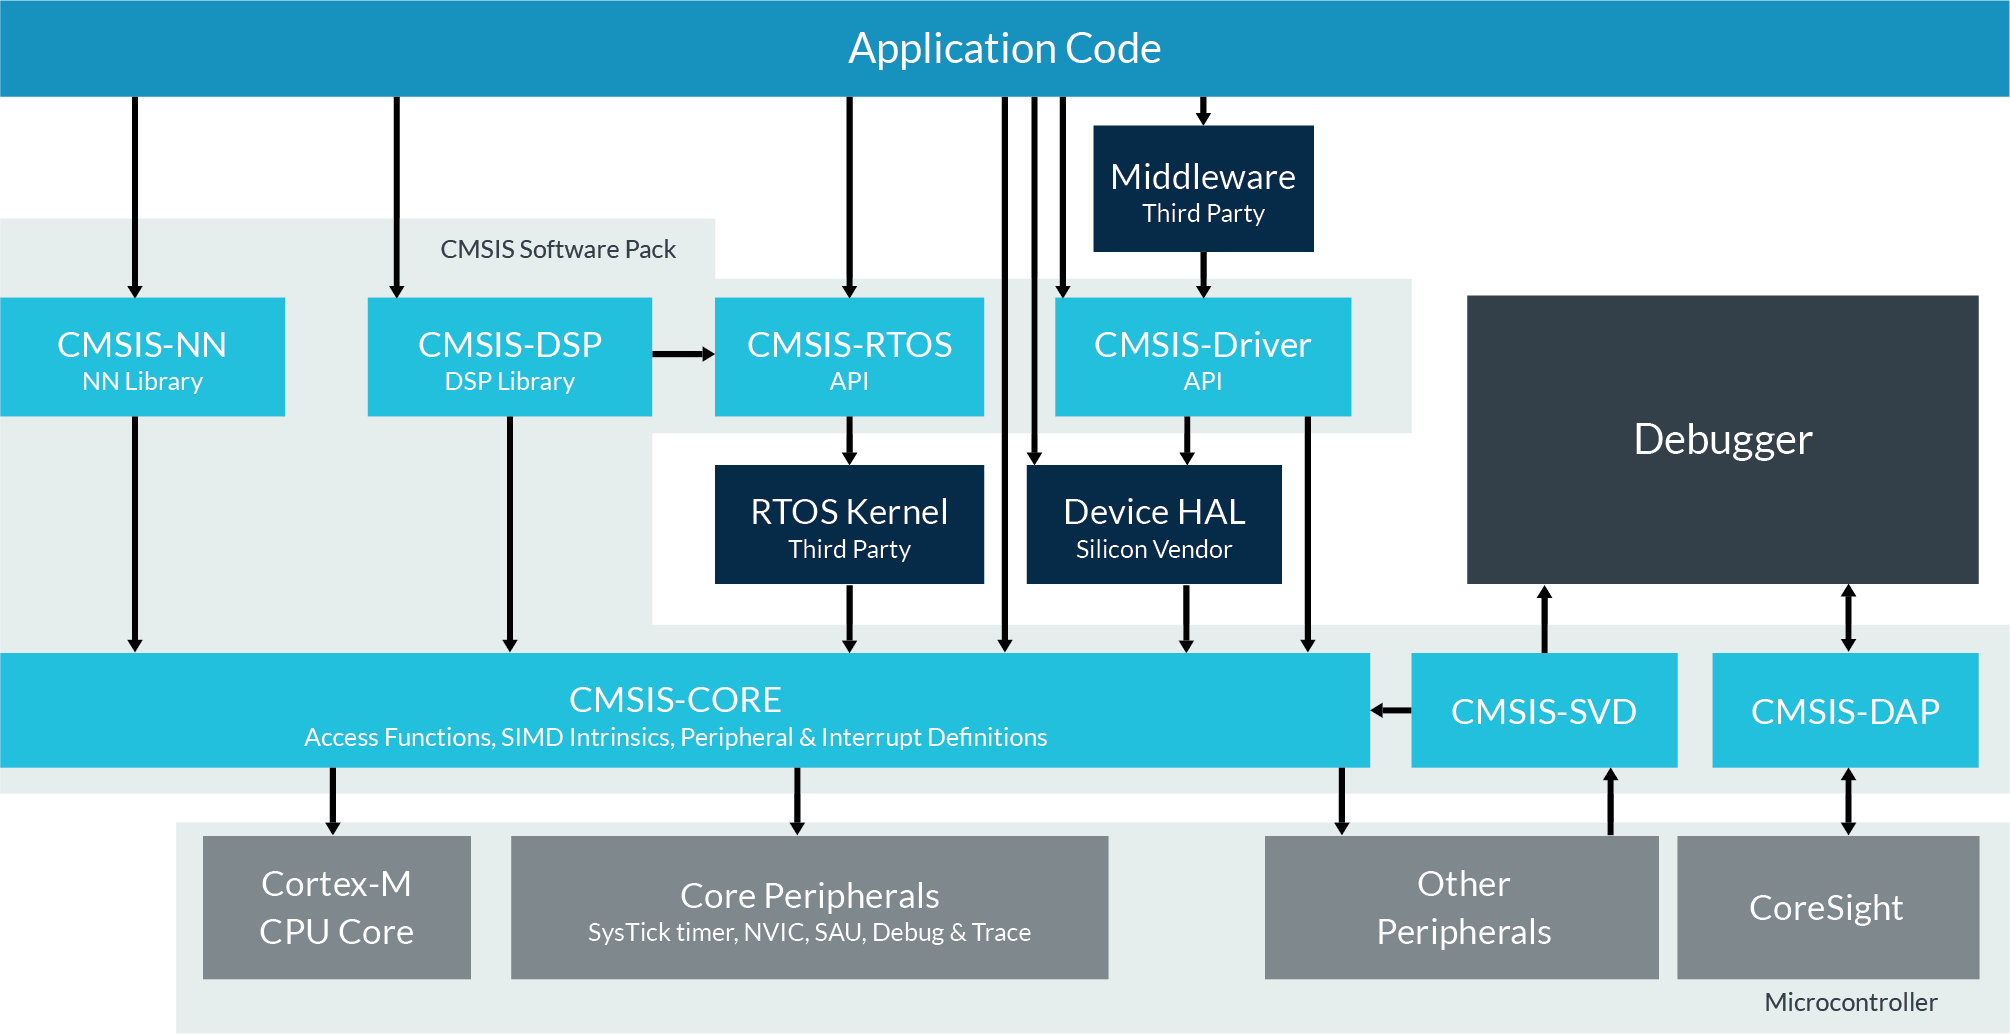 Application Code
Middleware
Third Party
CMSIS Software Pack
CMSIS-NN
NN Library
CMSIS-DSP
DSP Library
CMSIS-RTOS
API
CMSIS-Driver
API
Debugger
RTOS Kernel
Third Party
Device HAL
Silicon Vendor
CMSIS-CORE
Access Functions, SIMD Intrinsics, Peripheral & Interrupt Definitions
CMSIS-SVD
CMSIS-DAP
Cortex-M
CPU Core
Core Peripherals
SysTick timer, NVIC, SAU, Debug & Trace
Other
Peripherals
CoreSight
Microcontroller